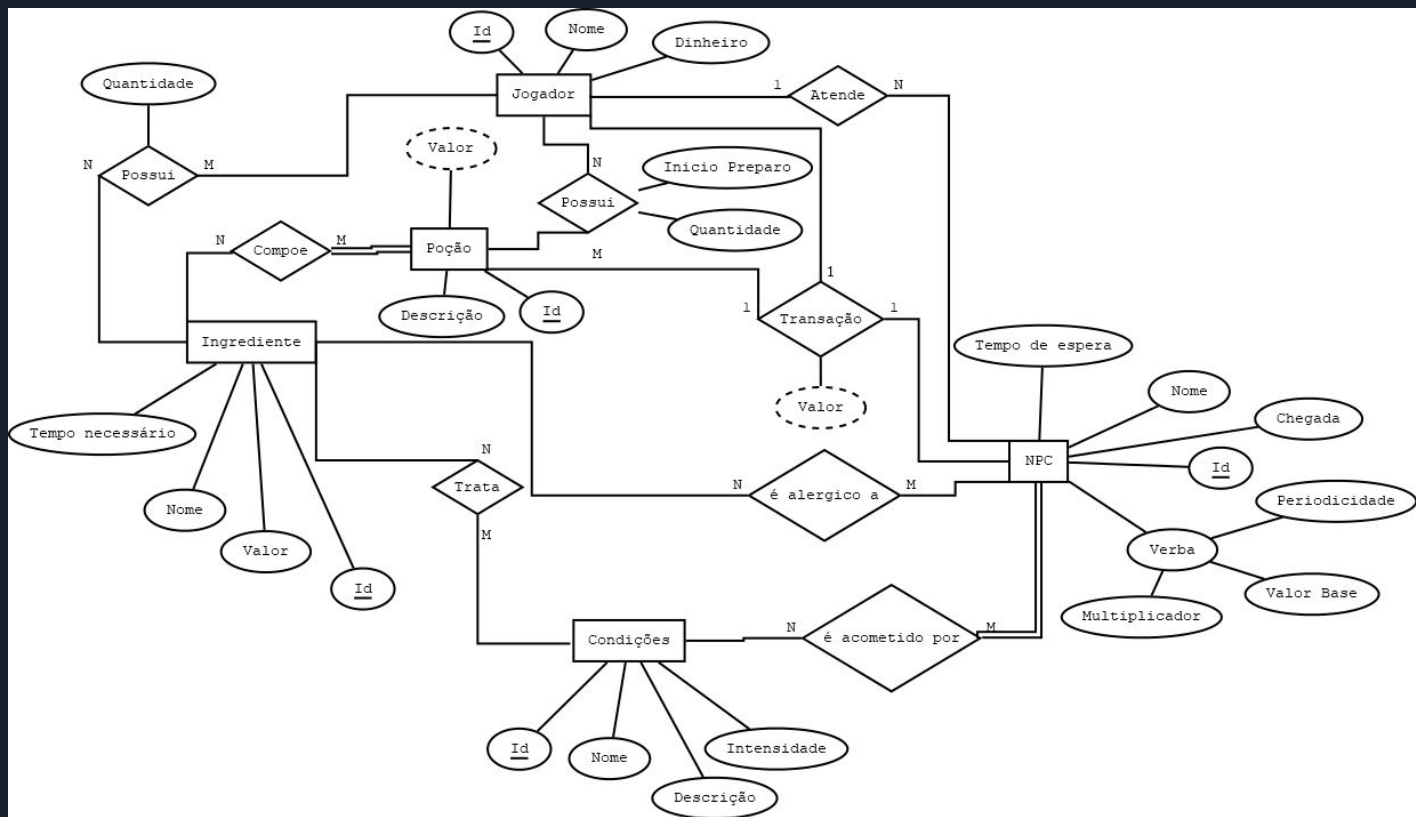 Id
Nome
Dinheiro
Quantidade
Jogador
1
Atende
N
Valor
N
Possui
M
N
Inicio Preparo
Possui
Quantidade
N
Compoe
M
Poção
M
Descrição
Id
1
1
Transação
1
Ingrediente
Tempo de espera
Valor
Nome
Chegada
Tempo necessário
N
NPC
Id
Trata
N
é alergico a
M
Periodicidade
Nome
Valor
M
Verba
Id
Valor Base
Multiplicador
Condições
N
é acometido por
M
Id
Nome
Intensidade
Descrição